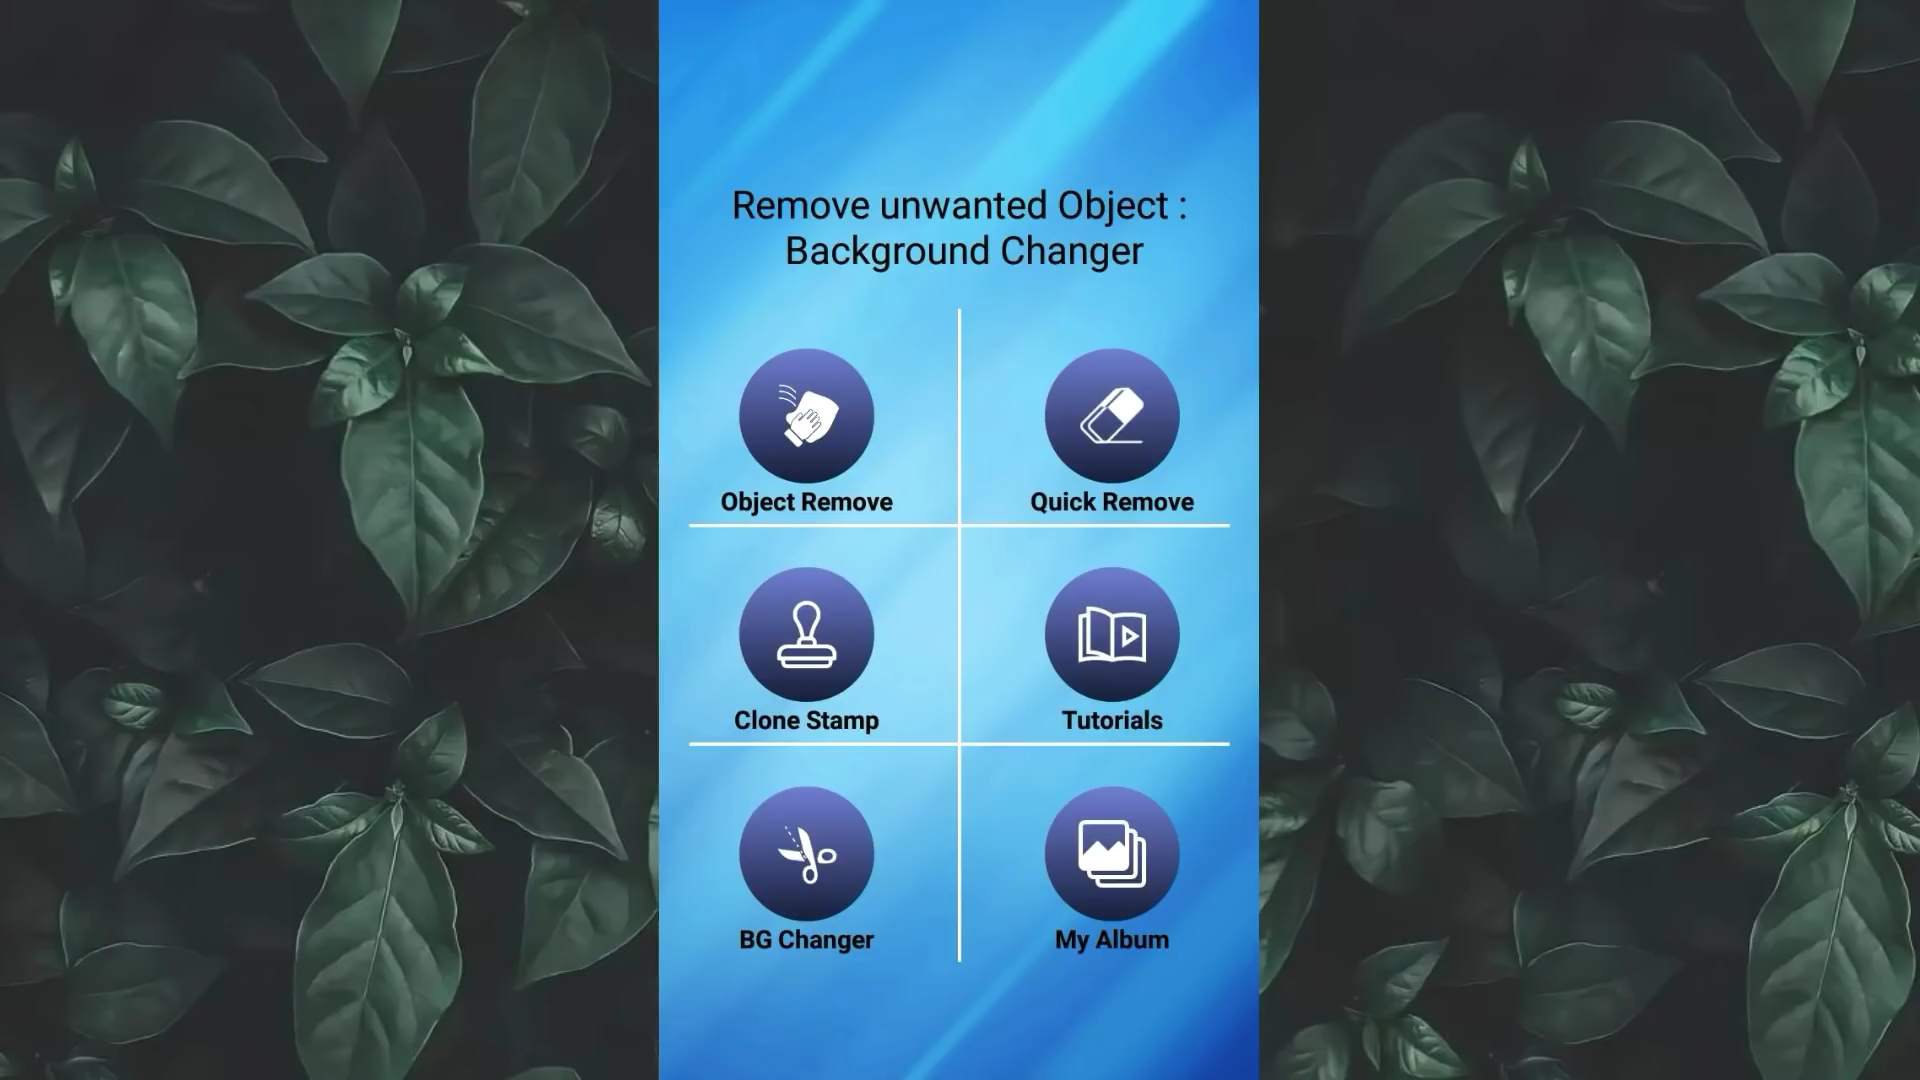 Remove unwanted Object :
Background Changer
Object Remove
Quick Remove
Clone Stamp
Tutorials
BG Changer
My Album